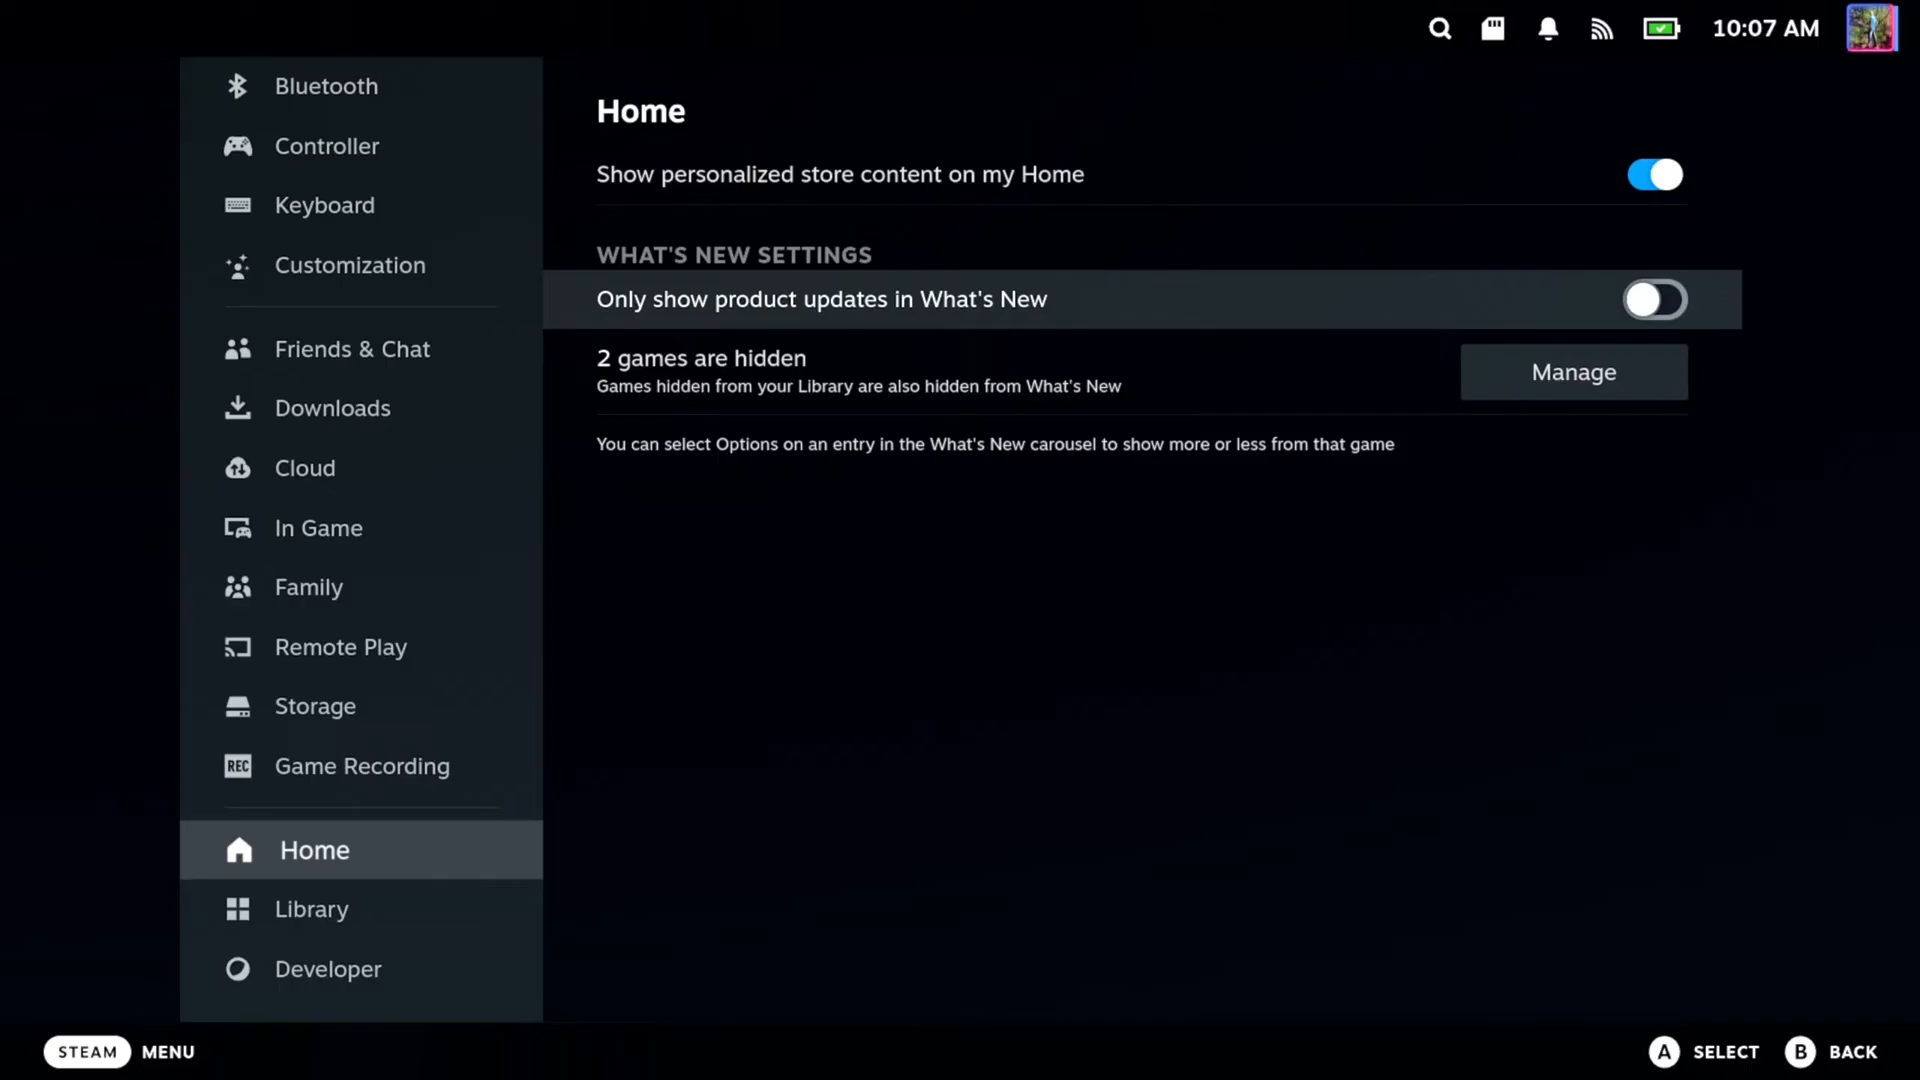 10:07 AM
Bluetooth
Controller
Keyboard
Customization
Friends & Chat
Downloads
Cloud
In Game
Family
Remote Play
Storage
REC Game Recording
Home
Library
Developer
Home
Show personalized store content on my Home
WHAT'S NEW SETTINGS
Only show product updates in What's New
2 games are hidden
Games hidden from your Library are also hidden from What's New
Manage
You can select Options on an entry in the What's New carousel to show more or less from that game
STEAM MENU
A SELECT B BACK